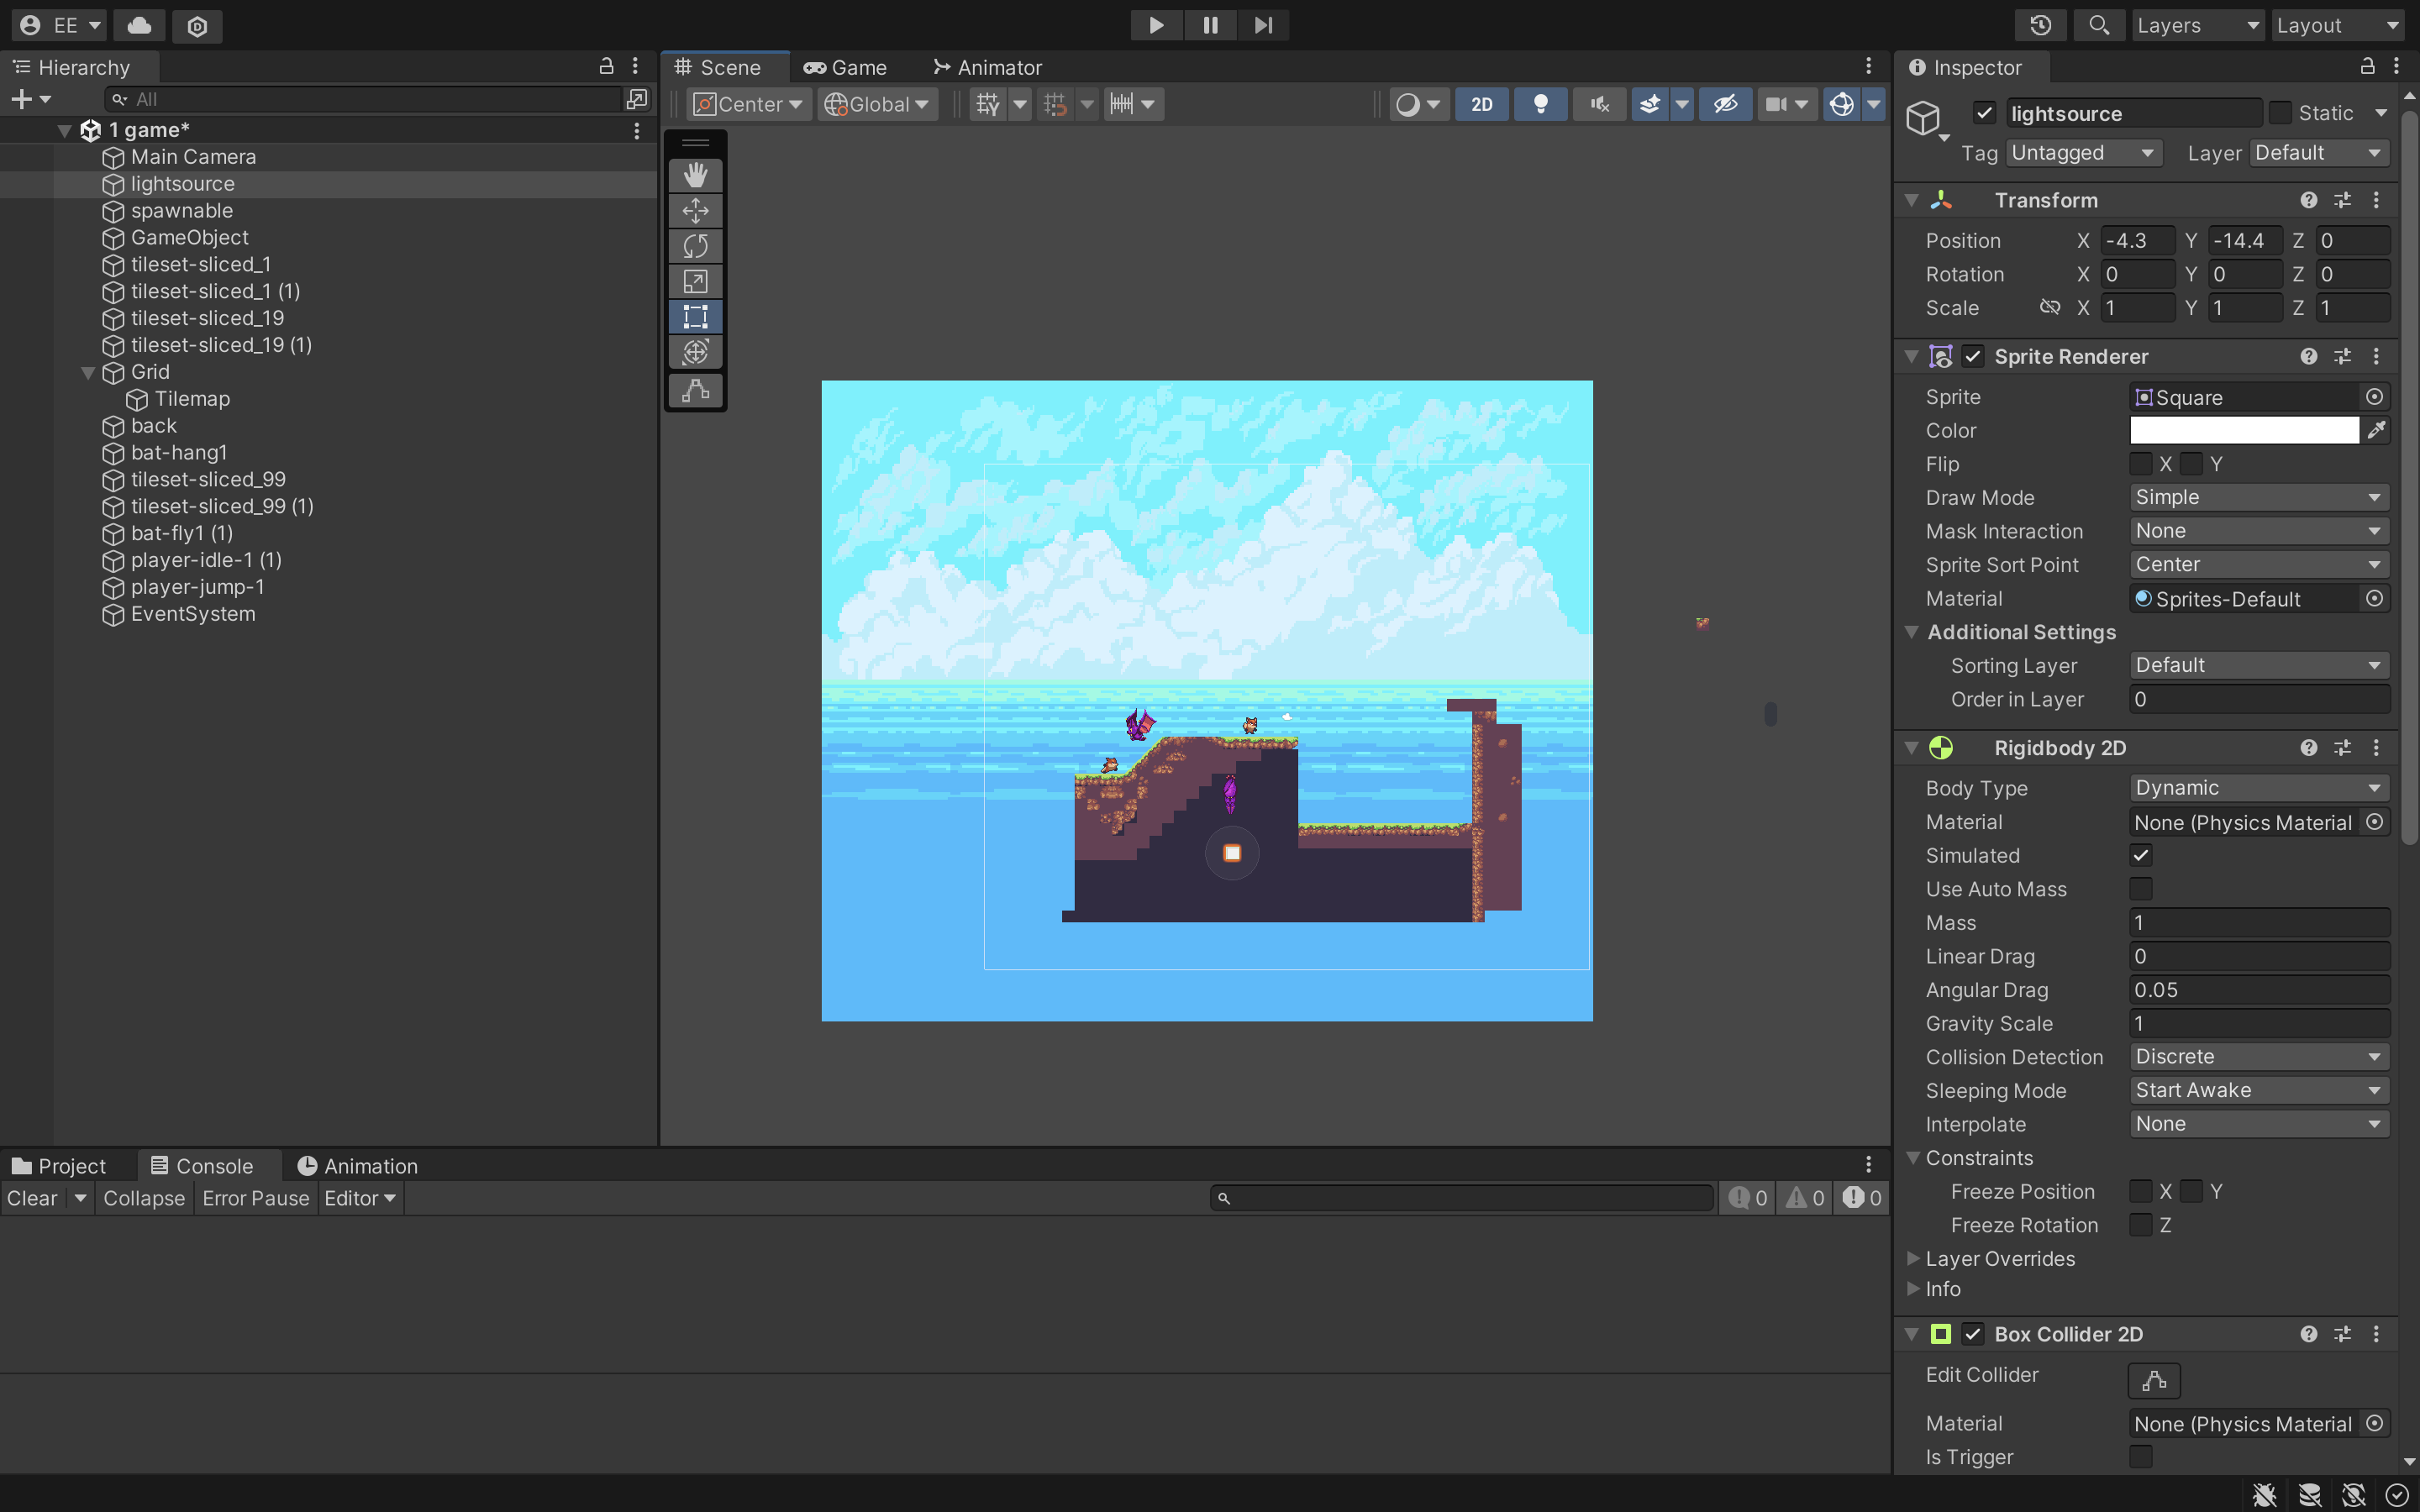 EE
Layers
Layout
Hierarchy
All
1 game*
Main Camera
lightsource
spawnable
GameObject
tileset-sliced_1
tileset-sliced_1 (1)
tileset-sliced_19
tileset-sliced_19 (1)
Grid
Tilemap
back
bat-hang1
tileset-sliced_99
tileset-sliced_99 (1)
bat-fly1 (1)
player-idle-1 (1)
player-jump-1
EventSystem
Scene Game Animator
Center Global 2D
Project Console Animation
Clear Collapse Error Pause Editor 0 0 0
Inspector
lightsource Static
Tag Untagged Layer Default
Transform
Position X -4.3 Y -14.4 Z 0
Rotation X 0 Y 0 Z 0
Scale X 1 Y 1 Z 1
Sprite Renderer
Sprite Square
Color
Flip X Y
Draw Mode Simple
Mask Interaction None
Sprite Sort Point Center
Material Sprites-Default
Additional Settings
Sorting Layer Default
Order in Layer 0
Rigidbody 2D
Body Type Dynamic
Material None (Physics Material
Simulated
Use Auto Mass
Mass 1
Linear Drag 0
Angular Drag 0.05
Gravity Scale 1
Collision Detection Discrete
Sleeping Mode Start Awake
Interpolate None
Constraints
Freeze Position X Y
Freeze Rotation Z
Layer Overrides
Info
Box Collider 2D
Edit Collider
Material None (Physics Material
Is Trigger